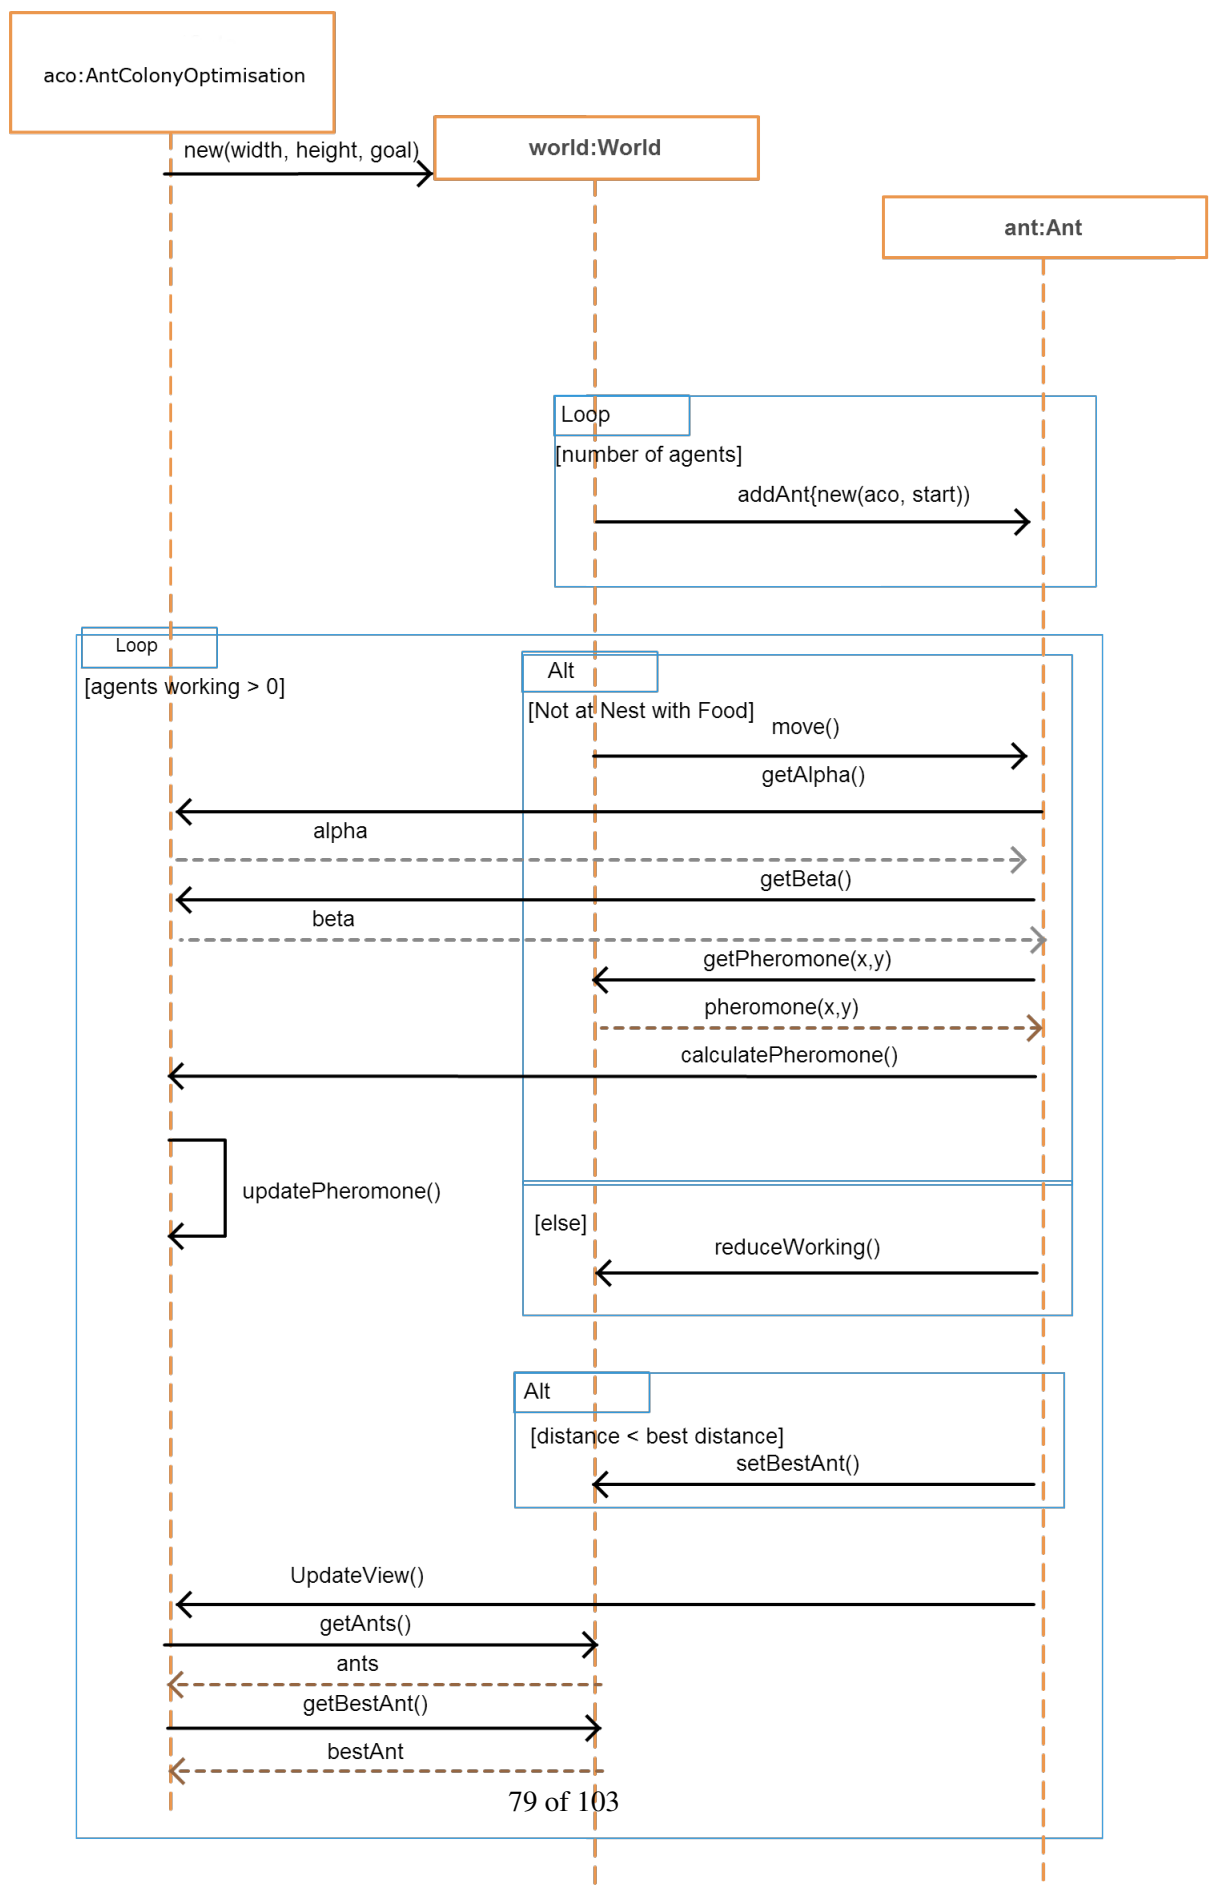 aco:AntColonyOptimisation
new(width, height, goal)
world:World
ant:Ant
Loop
[number of agents]
addAnt{new(aco, start))
Loop
[agents working > 0]
Alt
[Not at Nest with Food]
move()
getAlpha()
alpha
getBeta()
beta
getPheromone(x,y)
pheromone(x,y)
calculatePheromone()
updatePheromone()
[else]
reduceWorking()
Alt
[distance < best distance]
setBestAnt()
UpdateView()
getAnts()
ants
getBestAnt()
bestAnt
79 of 103